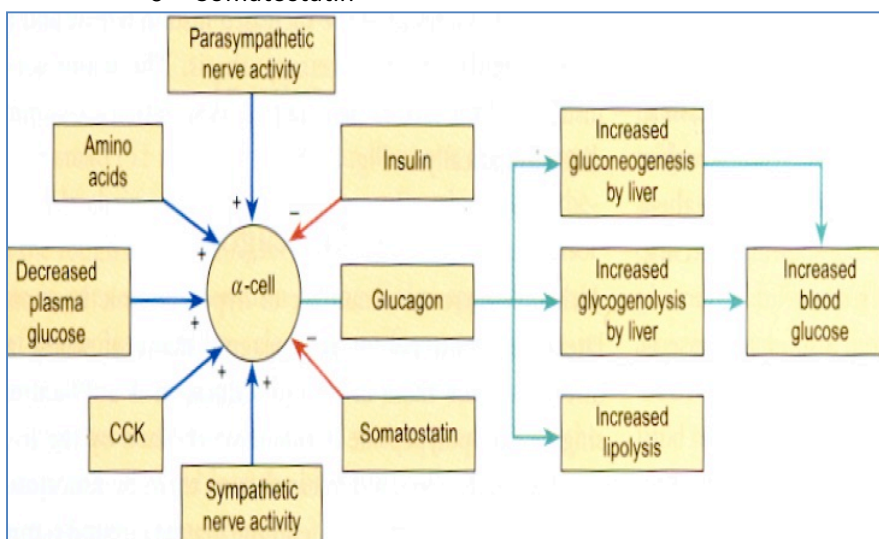 Somatostatin
Parasympathetic
nerve activity
Amino
acids
Insulin
Increased
gluconeogenesis
by liver
+
−
+
Decreased
plasma
glucose
+
α-cell
Glucagon
Increased
glycogenolysis
by liver
Increased
blood
glucose
−
+
+
CCK
Somatostatin
Increased
lipolysis
Sympathetic
nerve activity